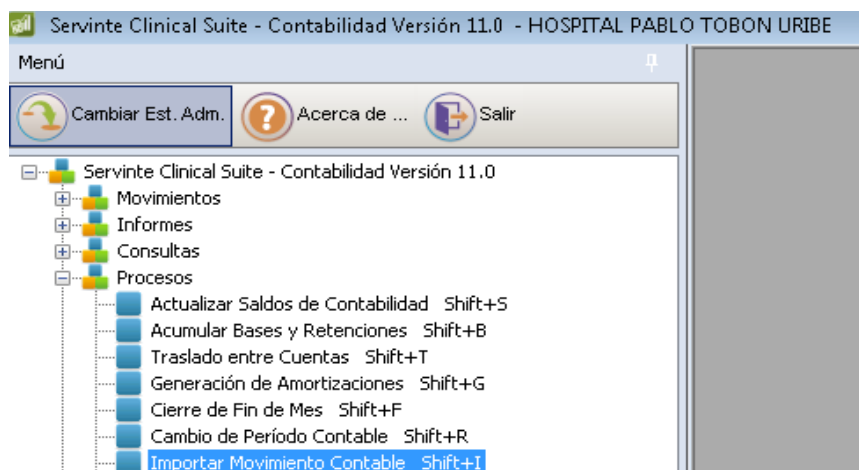 Servinte Clinical Suite - Contabilidad Versión 11.0 - HOSPITAL PABLO TOBON URIBE
Menú
Cambiar Est. Adm. Acerca de ... Salir
Servinte Clinical Suite - Contabilidad Versión 11.0
Movimientos
Informes
Consultas
Procesos
Actualizar Saldos de Contabilidad Shift+S
Acumular Bases y Retenciones Shift+B
Traslado entre Cuentas Shift+T
Generación de Amortizaciones Shift+G
Cierre de Fin de Mes Shift+F
Cambio de Período Contable Shift+R
Importar Movimiento Contable Shift+I